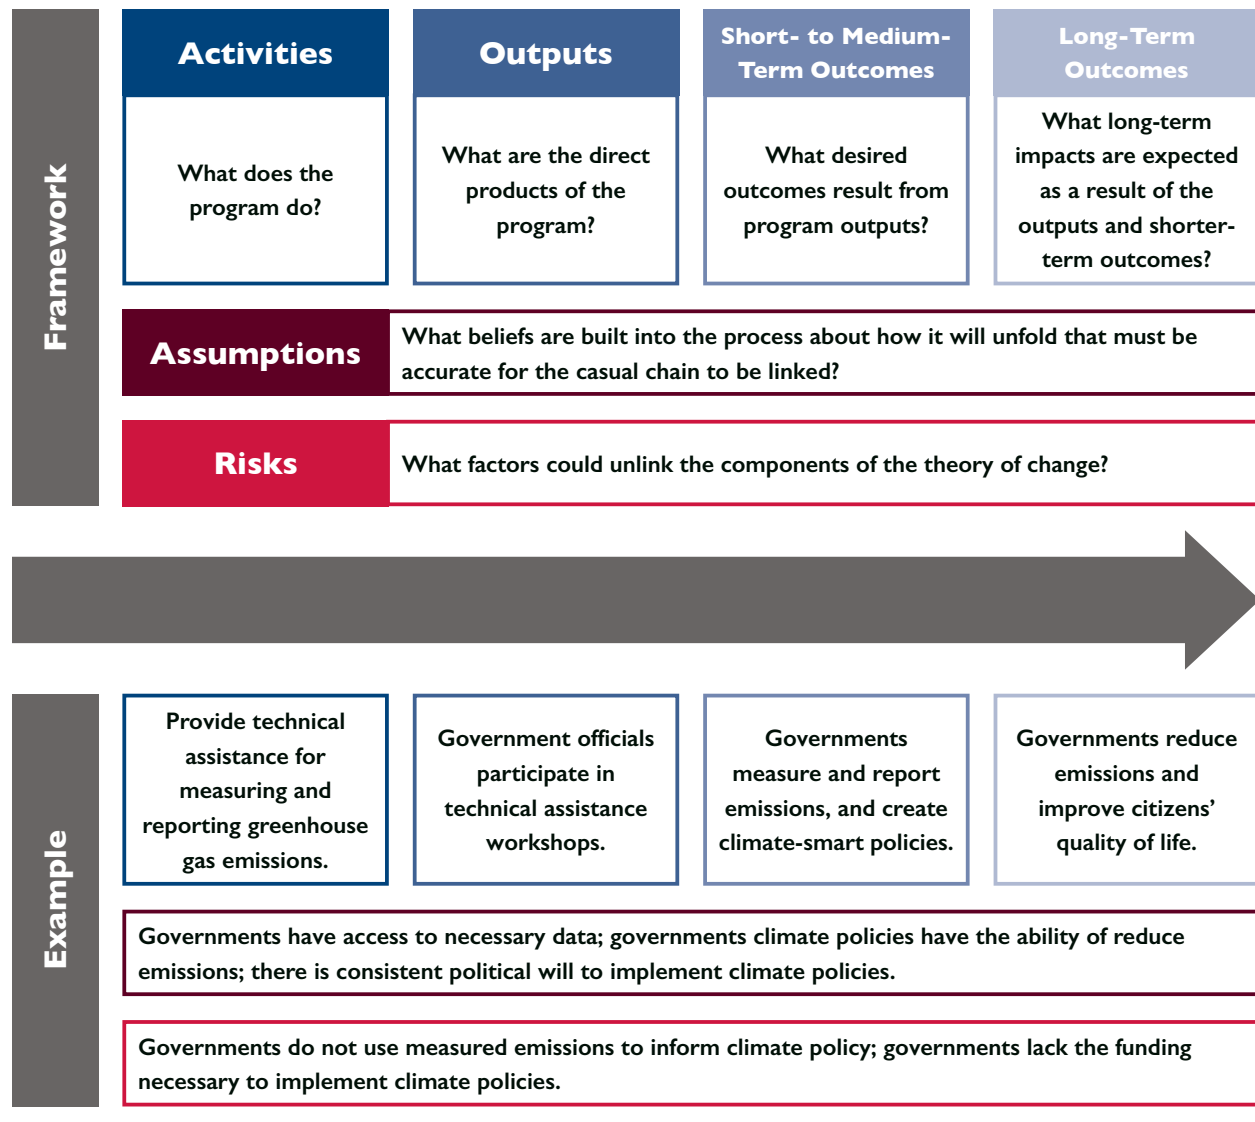 Framework
Activities
What does the
program do?
Outputs
What are the direct
products of the
program?
Short- to Medium-
Term Outcomes
What desired
outcomes result from
program outputs?
Long-Term
Outcomes
What long-term
impacts are expected
as a result of the
outputs and shorter-
term outcomes?
Assumptions
What beliefs are built into the process about how it will unfold that must be
accurate for the casual chain to be linked?
Risks
What factors could unlink the components of the theory of change?
Example
Provide technical
assistance for
measuring and
reporting greenhouse
gas emissions.
Government officials
participate in
technical assistance
workshops.
Governments
measure and report
emissions, and create
climate-smart policies.
Governments reduce
emissions and
improve citizens’
quality of life.
Governments have access to necessary data; governments climate policies have the ability of reduce
emissions; there is consistent political will to implement climate policies.
Governments do not use measured emissions to inform climate policy; governments lack the funding
necessary to implement climate policies.